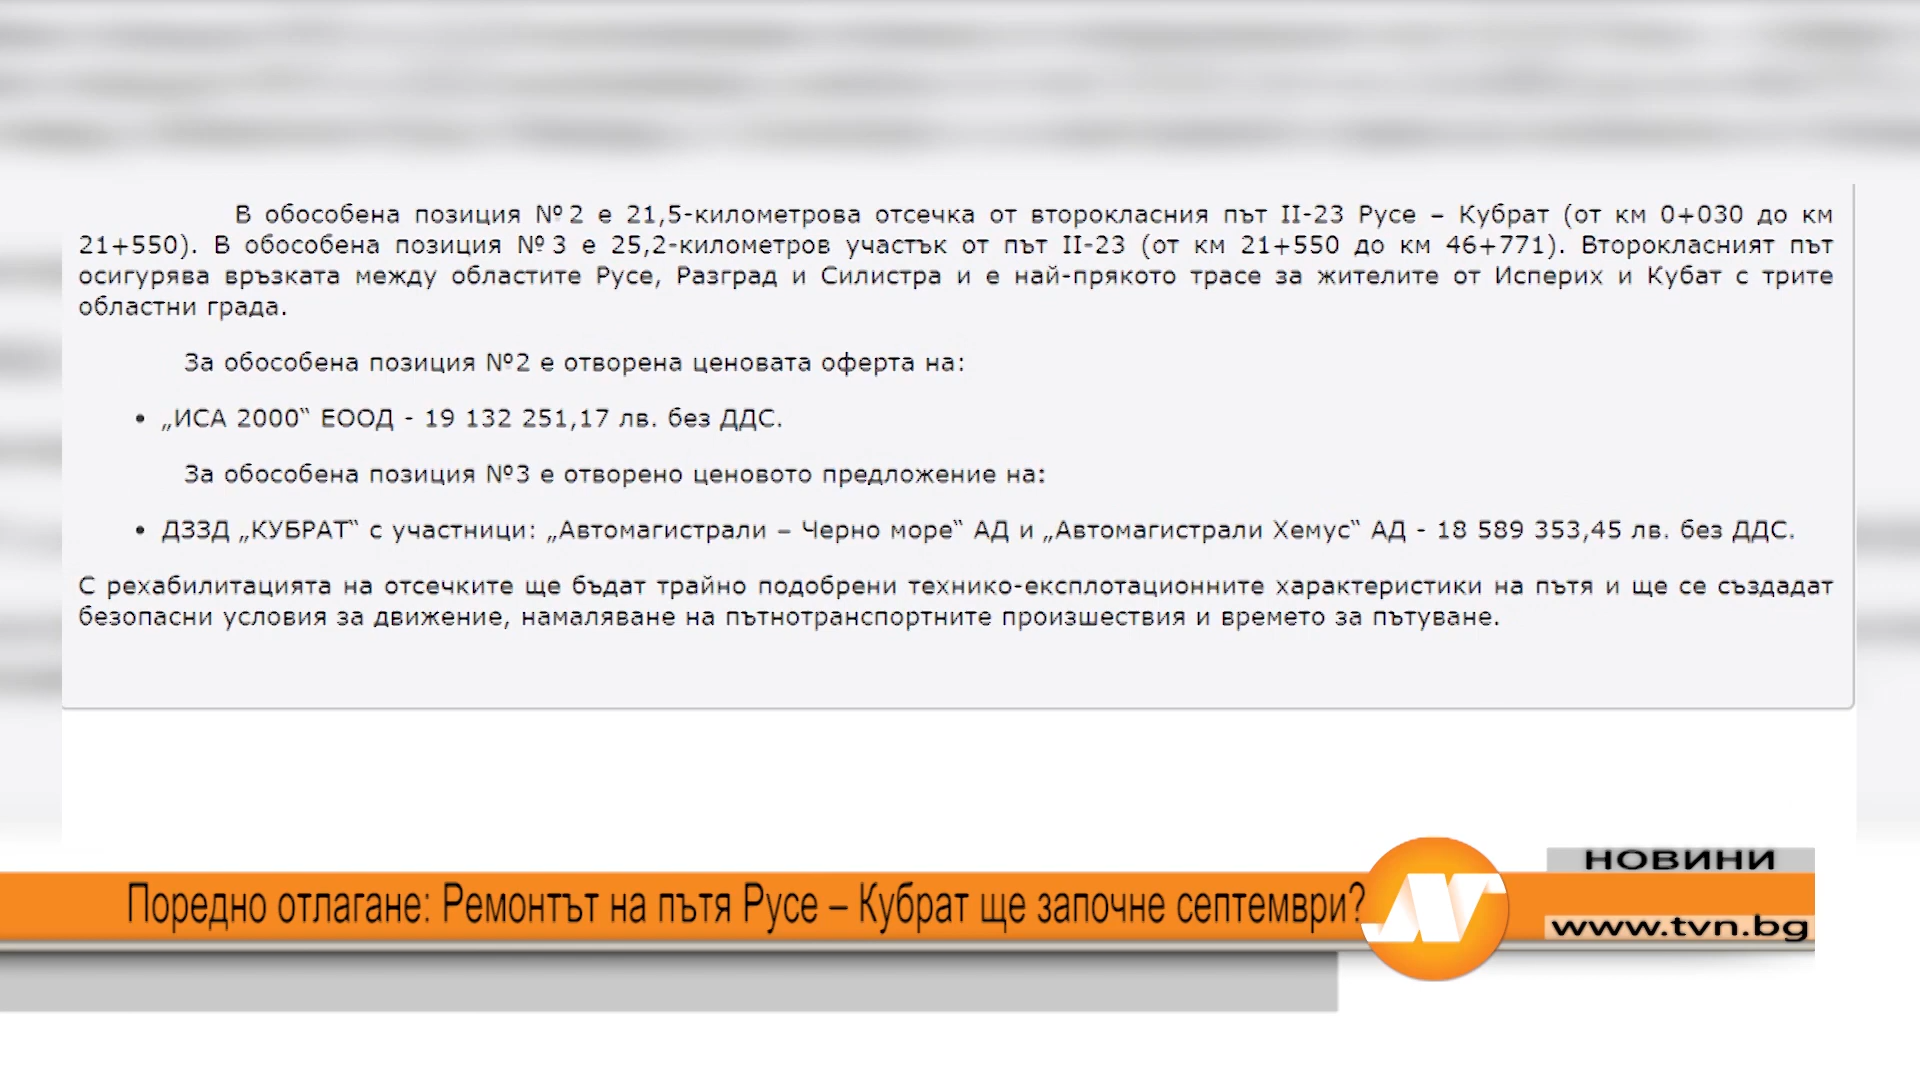 В обособена позиция №2 е 21,5-километрова отсечка от второкласния път II-23 Русе – Кубрат (от км 0+030 до км
21+550). В обособена позиция №3 е 25,2-километров участък от път II-23 (от км 21+550 до км 46+771). Второкласният път
осигурява връзката между областите Русе, Разград и Силистра и е най-прякото трасе за жителите от Исперих и Кубат с трите
областни града.
За обособена позиция №2 е отворена ценовата оферта на:
• „ИСА 2000“ ЕООД - 19 132 251,17 лв. без ДДС.
За обособена позиция №3 е отворено ценовото предложение на:
• ДЗЗД „КУБРАТ“ с участници: „Автомагистрали – Черно море“ АД и „Автомагистрали Хемус“ АД - 18 589 353,45 лв. без ДДС.
С рехабилитацията на отсечките ще бъдат трайно подобрени технико-експлотационните характеристики на пътя и ще се създадат
безопасни условия за движение, намаляване на пътнотранспортните произшествия и времето за пътуване.
НОВИНИ
Поредно отлагане: Ремонтът на пътя Русе – Кубрат ще започне септември?
www.tvn.bg